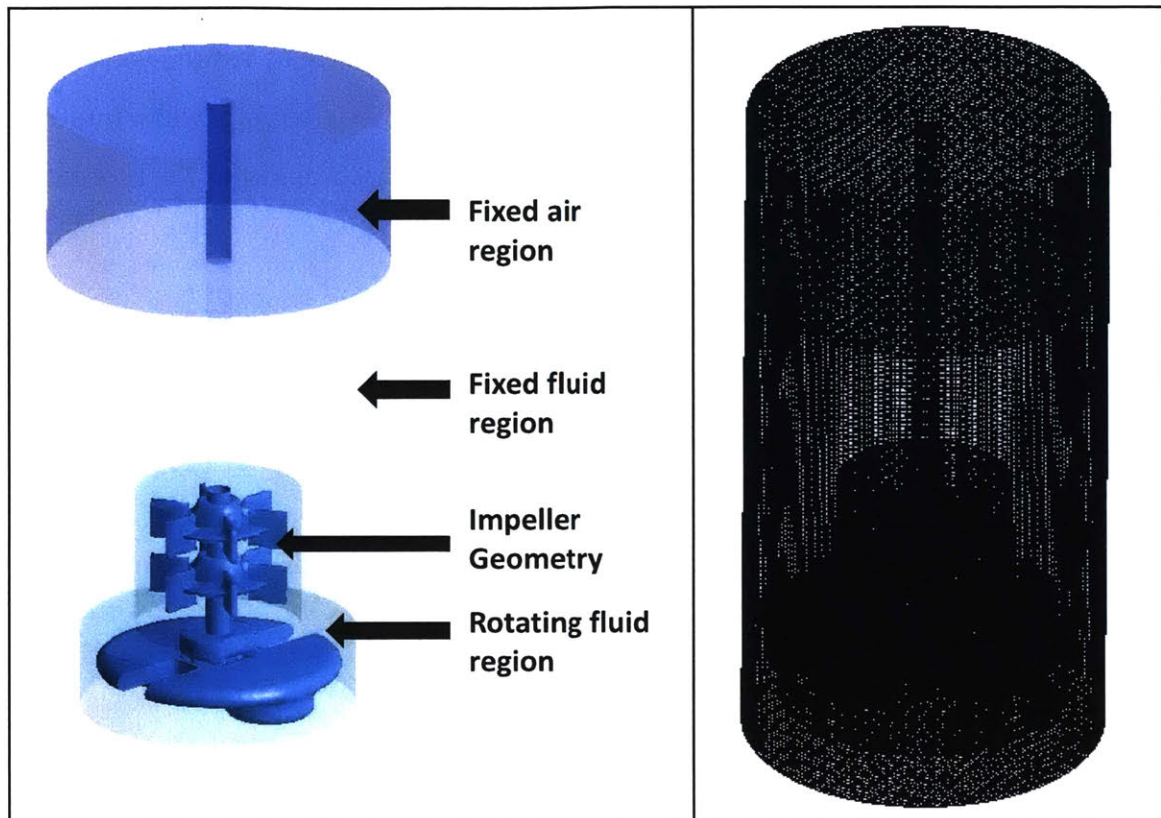 Fixed air
region
Fixed fluid
region
Impeller
Geometry
Rotating fluid
region